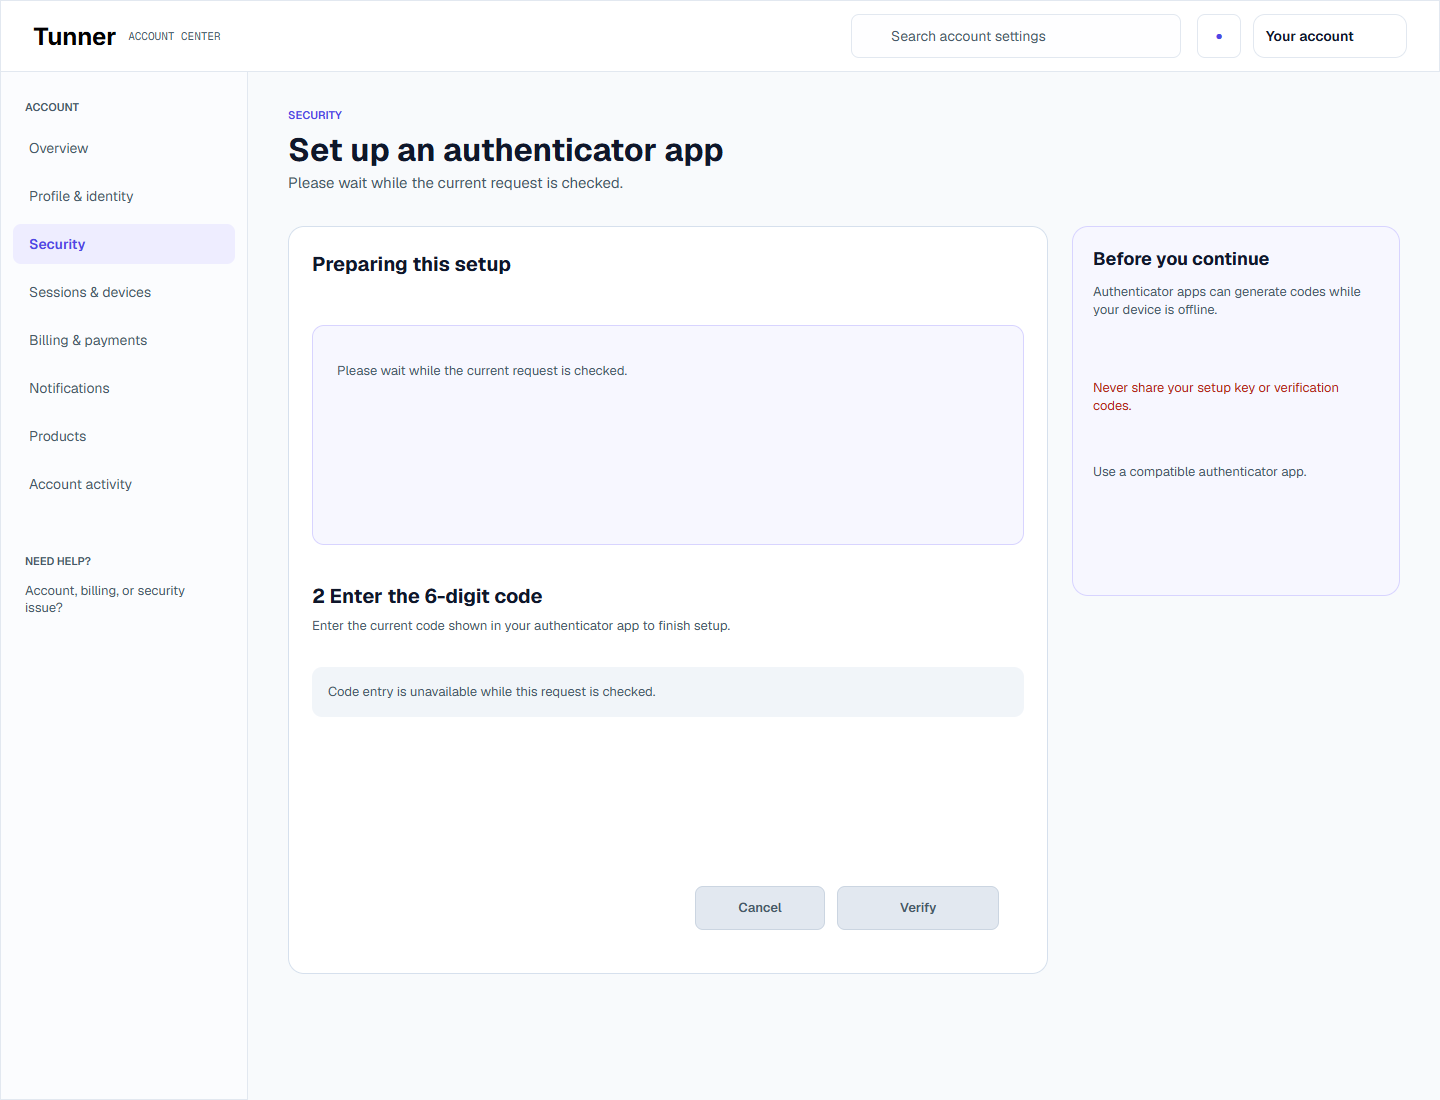 Tunner ACCOUNT CENTER
Search account settings
Your account
ACCOUNT
Overview
Profile & identity
Security
Sessions & devices
Billing & payments
Notifications
Products
Account activity
NEED HELP?
Account, billing, or security
issue?
SECURITY
Set up an authenticator app
Please wait while the current request is checked.
Preparing this setup
Please wait while the current request is checked.
2 Enter the 6-digit code
Enter the current code shown in your authenticator app to finish setup.
Code entry is unavailable while this request is checked.
Cancel
Verify
Before you continue
Authenticator apps can generate codes while
your device is offline.
Never share your setup key or verification
codes.
Use a compatible authenticator app.